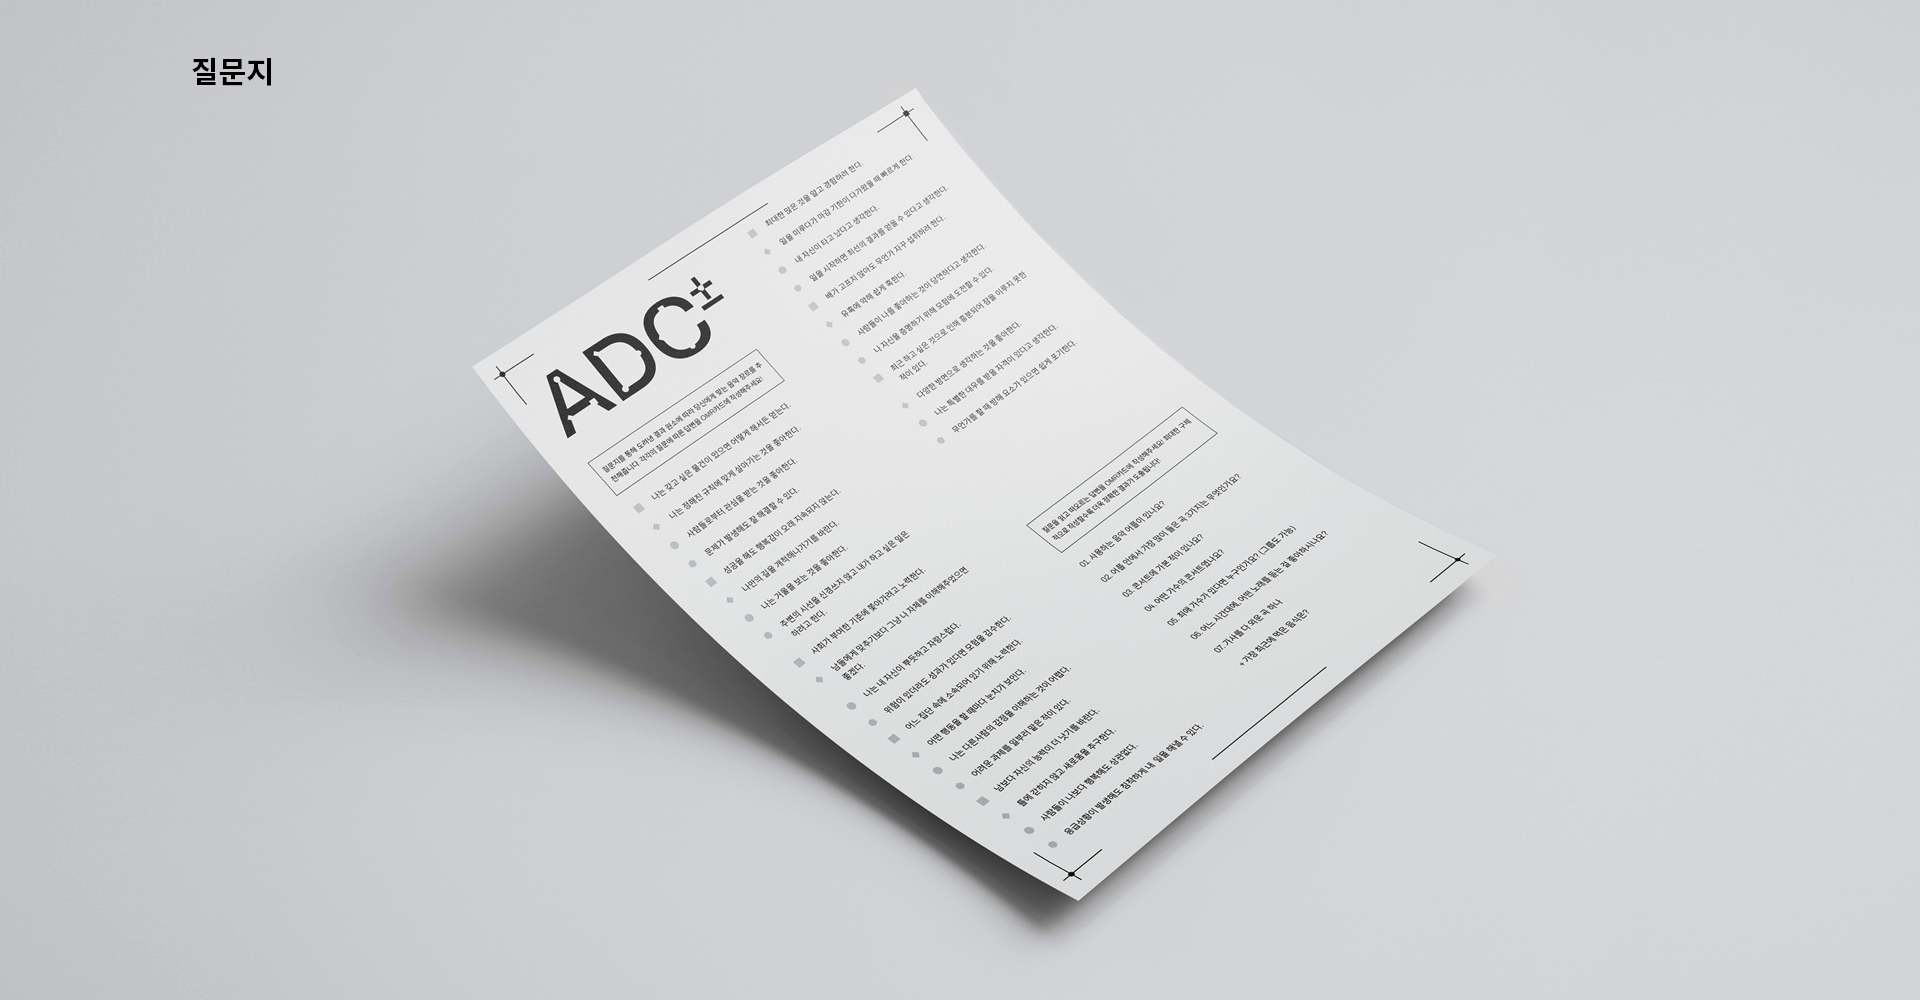 질문지
ADC±
질문지를 통해 도려낸 결과 원소에 따라 당신에게 맞는 음악 장르를 추
천해줍니다. 각각의 질문에 따른 답변을 OMR카드에 작성해주세요!
나는 갖고 싶은 물건이 있으면 어떻게 해서든 얻는다.
나는 정해진 규칙에 맞게 살아가는 것을 좋아한다.
사람들로부터 관심을 받는 것을 좋아한다.
문제가 발생해도 잘 해결할 수 있다.
성공을 해도 행복감이 오래 지속되지 않는다.
나만의 길을 개척해나가기를 바란다.
나는 거울을 보는 것을 좋아한다.
주변의 시선을 신경쓰지 않고 내가 하고 싶은 일은
하려고 한다.
사회가 부여한 기준에 쫓아가려고 노력한다.
남들에게 맞추기보다 그냥 나 자체를 이해해주었으면
좋겠다.
나는 내 자신이 뿌듯하고 자랑스럽다.
위험이 있더라도 성과가 있다면 모험을 감수한다.
어느 집단 속에 소속되어 있기 위해 노력한다.
어떤 행동을 할 때마다 눈치가 보인다.
나는 다른사람의 감정을 이해하는 것이 어렵다.
어려운 과제를 일부러 맡은 적이 있다.
남보다 자신의 능력이 더 낫기를 바란다.
틀에 갇히지 않고 새로움을 추구한다.
사람들이 나보다 행복해도 상관없다.
응급상황이 발생해도 침착하게 내 일을 해낼 수 있다.
최대한 많은 것을 알고 경험하려 한다.
일을 미루다가 마감 기한이 다가왔을 때 빠르게 한다.
내 자신이 타고 났다고 생각한다.
일을 시작하면 최선의 결과를 얻을 수 있다고 생각한다.
배가 고프지 않아도 무언가 자꾸 섭취하려 한다.
유혹에 약해 쉽게 혹한다.
사람들이 나를 좋아하는 것이 당연하다고 생각한다.
나 자신을 증명하기 위해 모험에 도전할 수 있다.
최근 하고 싶은 것으로 인해 흥분되어 잠을 이루지 못한
적이 있다.
다양한 방면으로 생각하는 것을 좋아한다.
나는 특별한 대우를 받을 자격이 있다고 생각한다.
무언가를 할 때 방해 요소가 있으면 쉽게 포기한다.
질문을 읽고 떠오르는 답변을 OMR카드에 작성해주세요! 최대한 구체
적으로 작성할수록 더욱 정확한 결과가 도출됩니다!
01. 사용하는 음악 어플이 있나요?
02. 어플 안에서 가장 많이 들은 곡 3가지는 무엇인가요?
03. 콘서트에 가본 적이 있나요?
04. 어떤 가수의 콘서트였나요?
05. 최애 가수가 있다면 누구인가요? (그룹도 가능)
06. 어느 시간대에, 어떤 노래를 듣는 걸 좋아하시나요?
07. 가사를 다 외운 곡 하나
+ 가장 최근에 먹은 음식은?